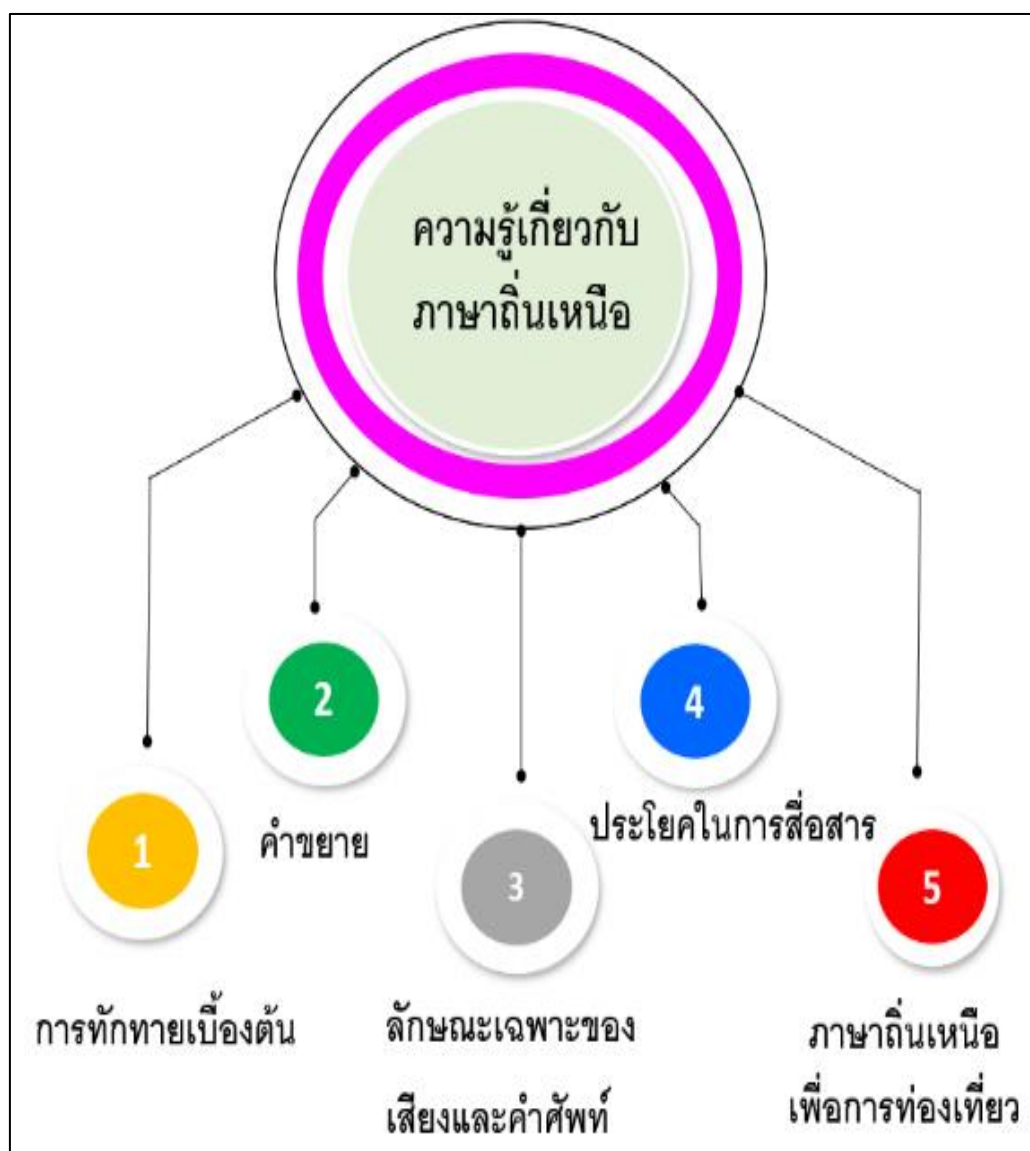 ความรู้เกี่ยวกับ
ภาษาถิ่นเหนือ
1
การทักทายเบื้องต้น
2
คำขยาย
3
ลักษณะเฉพาะของ
เสียงและคำศัพท์
4
ประโยคในการสื่อสาร
5
ภาษาถิ่นเหนือ
เพื่อการท่องเที่ยว